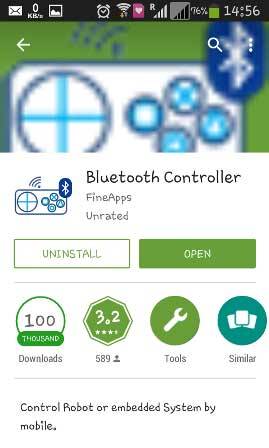 0
KB/s
R
76%
14:56
Bluetooth Controller
FineApps
Unrated
UNINSTALL
OPEN
100
THOUSAND
3.2
Downloads
589
Tools
Similar
Control Robot or embedded System by
mobile.